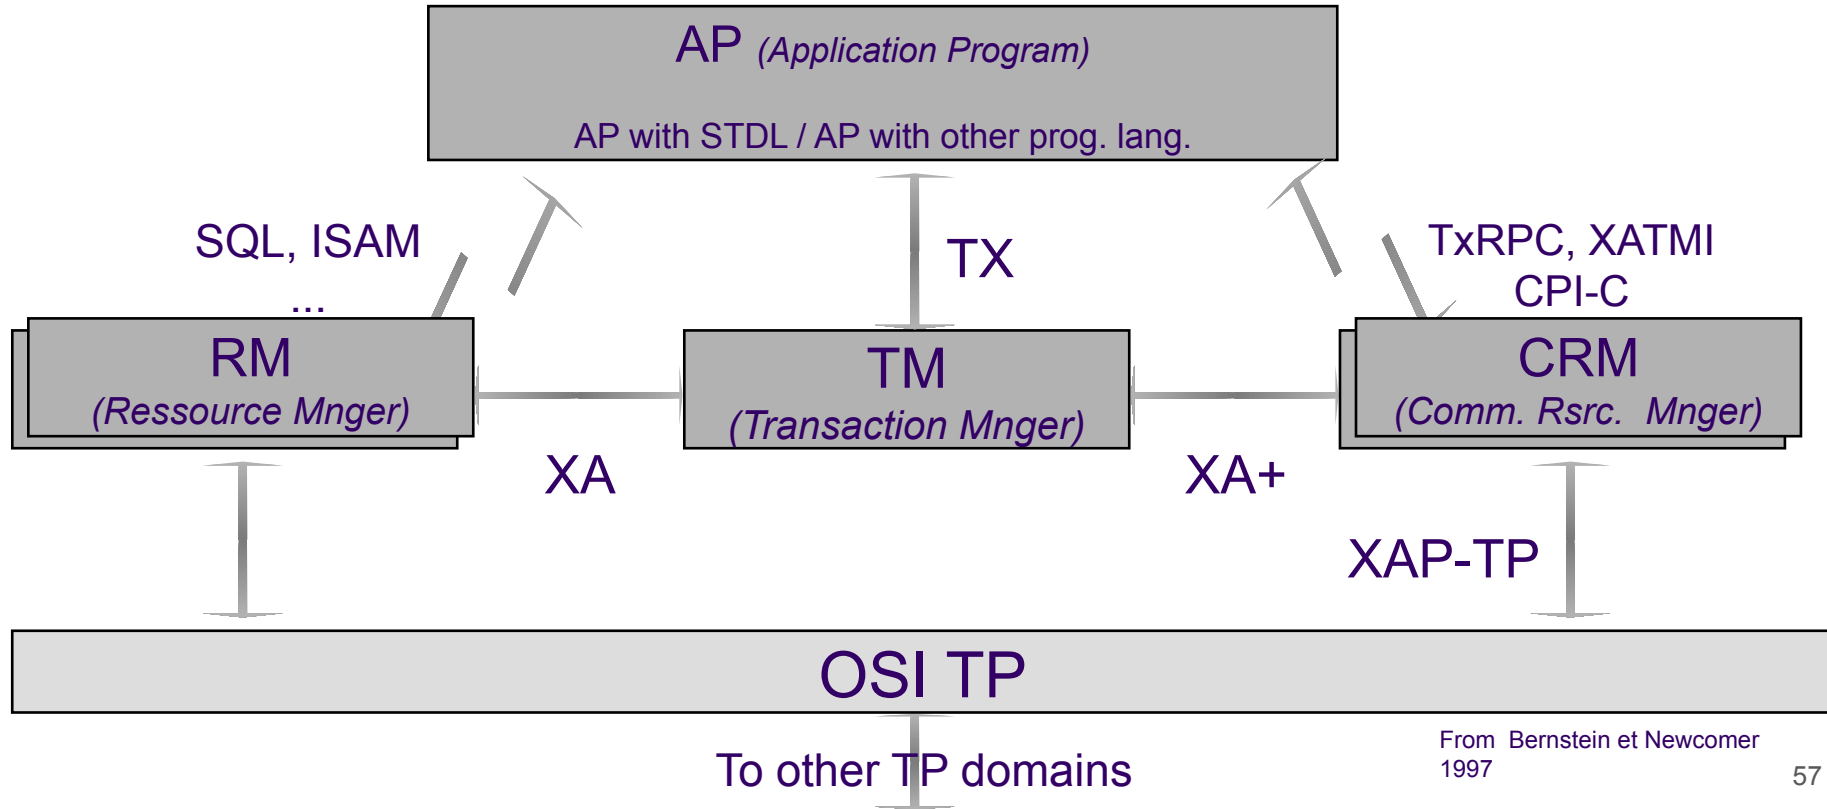 AP (Application Program)
AP with STDL / AP with other prog. lang.
SQL, ISAM
...
TX
TxRPC, XATMI
CPI-C
RM
(Ressource Mnger)
TM
(Transaction Mnger)
CRM
(Comm. Rsrc.  Mnger)
XA
XA+
XAP-TP
OSI TP
To other TP domains
From  Bernstein et Newcomer
1997
57